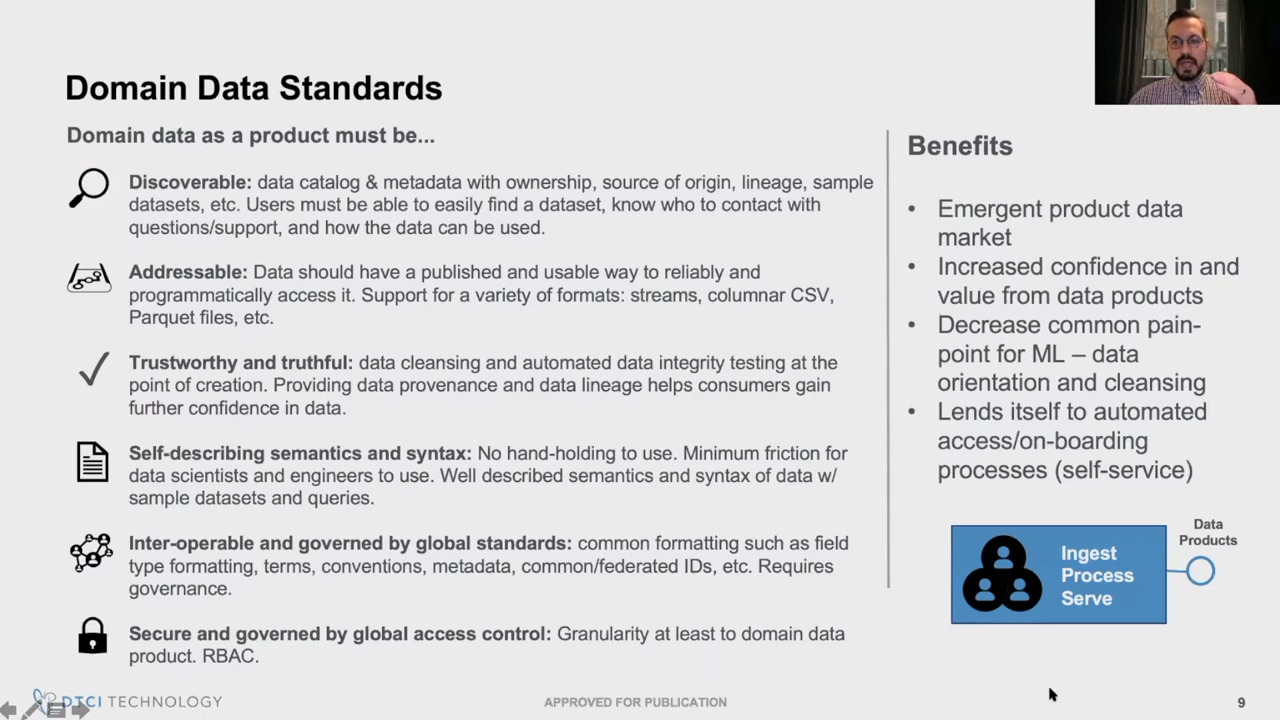 Domain Data Standards
Domain data as a product must be...
Discoverable: data catalog & metadata with ownership, source of origin, lineage, sample
datasets, etc. Users must be able to easily find a dataset, know who to contact with
questions/support, and how the data can be used.
Addressable: Data should have a published and usable way to reliably and
programmatically access it. Support for a variety of formats: streams, columnar CSV,
Parquet files, etc.
Trustworthy and truthful: data cleansing and automated data integrity testing at the
point of creation. Providing data provenance and data lineage helps consumers gain
further confidence in data.
Self-describing semantics and syntax: No hand-holding to use. Minimum friction for
data scientists and engineers to use. Well described semantics and syntax of data w/
sample datasets and queries.
Inter-operable and governed by global standards: common formatting such as field
type formatting, terms, conventions, metadata, common/federated IDs, etc. Requires
governance.
Secure and governed by global access control: Granularity at least to domain data
product. RBAC.
Benefits
• Emergent product data
market
• Increased confidence in and
value from data products
• Decrease common pain-
point for ML – data
orientation and cleansing
• Lends itself to automated
access/on-boarding
processes (self-service)
Ingest
Process
Serve
Data
Products
DTCI TECHNOLOGY
APPROVED FOR PUBLICATION
9